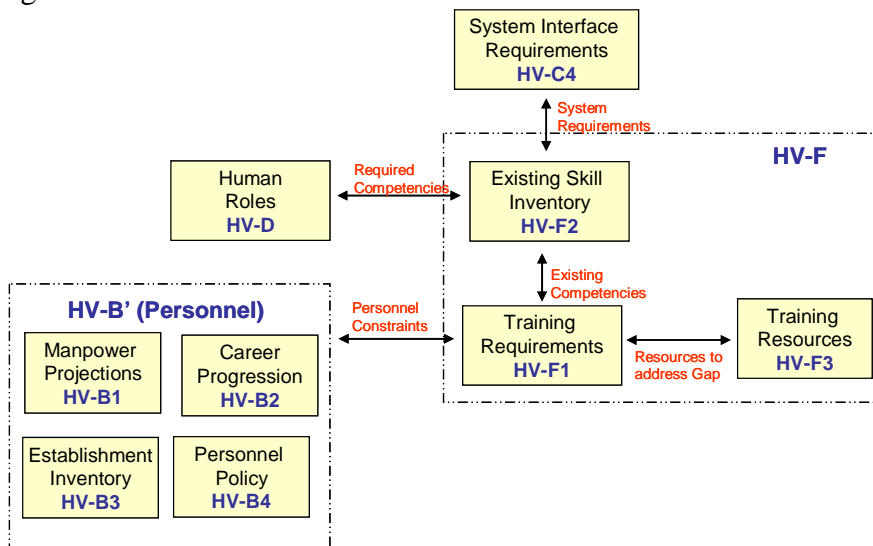 System Interface
Requirements
HV-C4
System
Requirements
HV-F
Human
Roles
HV-D
Required
Competencies
Existing Skill
Inventory
HV-F2
Existing
Competencies
HV-B' (Personnel)
Manpower
Projections
HV-B1
Career
Progression
HV-B2
Establishment
Inventory
HV-B3
Personnel
Policy
HV-B4
Personnel
Constraints
Training
Requirements
HV-F1
Resources to
address Gap
Training
Resources
HV-F3